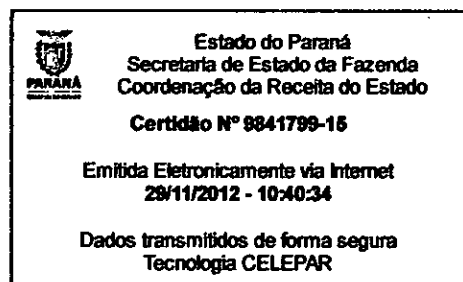 Estado do Paraná
Secretaria de Estado da Fazenda
PARANÁ
Coordenação da Receita do Estado
Certidão Nº 9841799-15
Emitida Eletronicamente via Internet
29/11/2012 - 10:40:34
Dados transmitidos de forma segura
Tecnologia CELEPAR